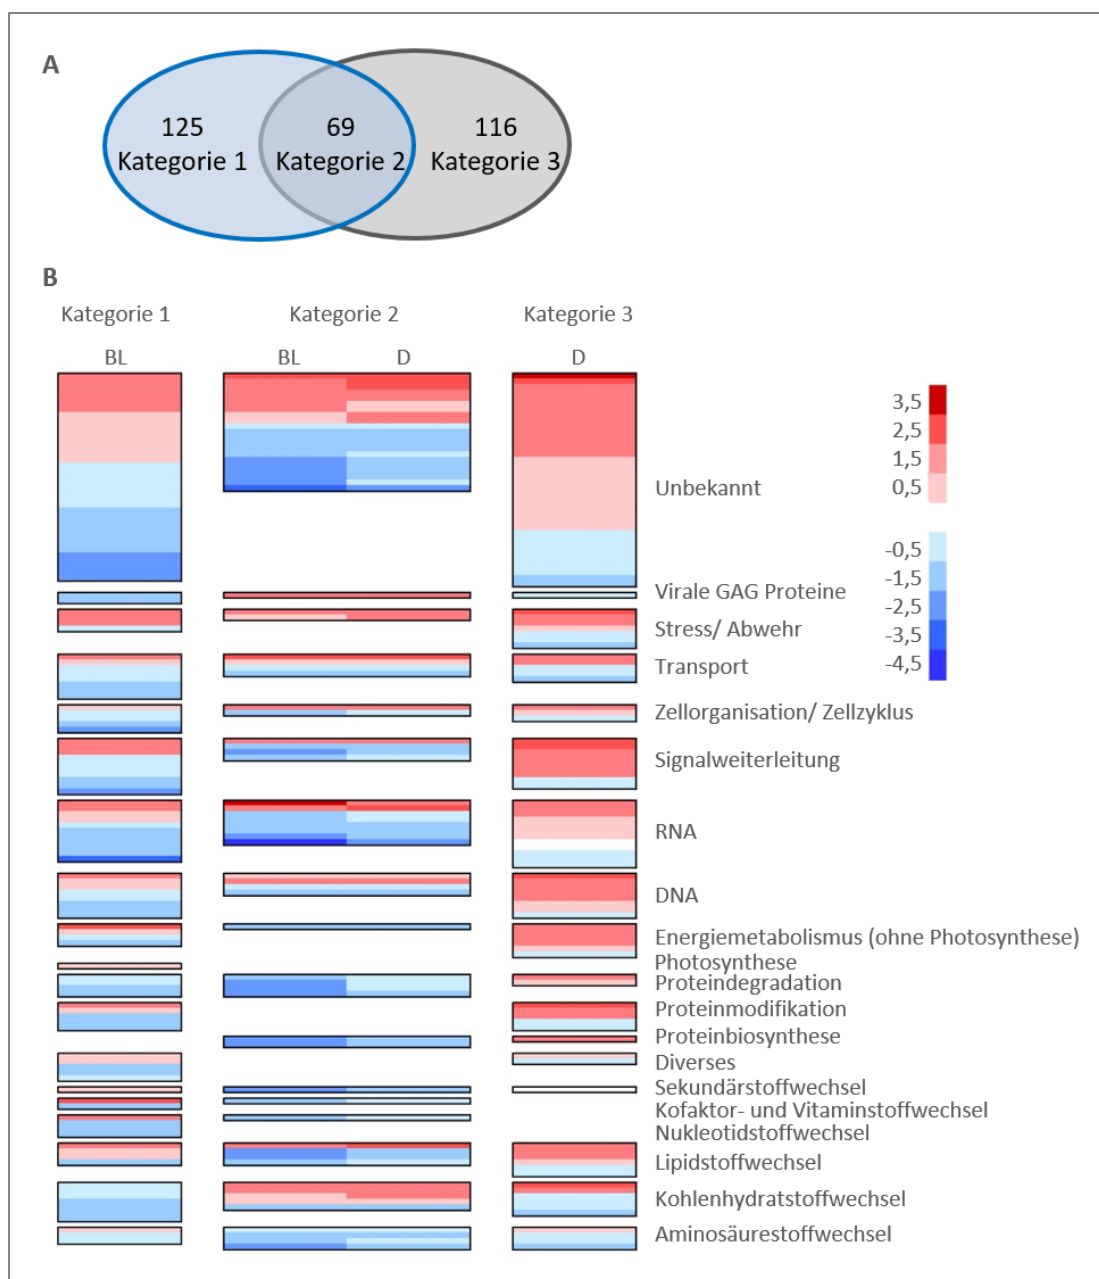 A
125
Kategorie 1
69
Kategorie 2
116
Kategorie 3
B
Kategorie 1
Kategorie 2
Kategorie 3
BL
BL
D
D
3,5
2,5
1,5
0,5
-0,5
-1,5
-2,5
-3,5
-4,5
Unbekannt
Virale GAG Proteine
Stress/ Abwehr
Transport
Zellorganisation/ Zellzyklus
Signalweiterleitung
RNA
DNA
Energiemetabolismus (ohne Photosynthese)
Photosynthese
Proteindegradation
Proteinmodifikation
Proteinbiosynthese
Diverses
Sekundärstoffwechsel
Kofaktor- und Vitaminstoffwechsel
Nukleotidstoffwechsel
Lipidstoffwechsel
Kohlenhydratstoffwechsel
Aminosäurestoffwechsel